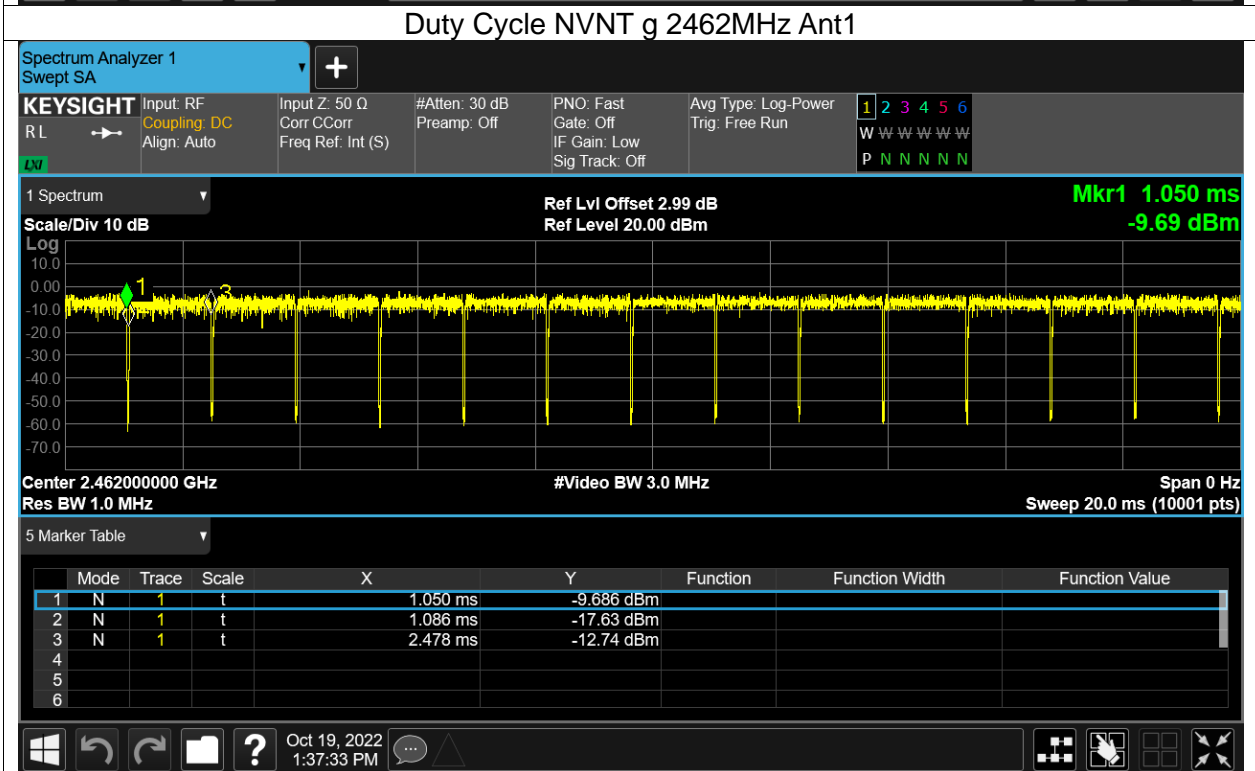 Duty Cycle NVNT g 2462MHz Ant1
Spectrum Analyzer 1
Swept SA
KEYSIGHT Input: RF Input Z: 50 Ω #Atten: 30 dB PNO: Fast Avg Type: Log-Power 1 2 3 4 5 6
RL Coupling: DC Corr CCorr Preamp: Off Gate: Off Trig: Free Run
Align: Auto Freq Ref: Int (S) IF Gain: Low W W W W W W
LXI Sig Track: Off P N N N N N
1 Spectrum Ref Lvl Offset 2.99 dB Mkr1 1.050 ms
Scale/Div 10 dB Ref Level 20.00 dBm -9.69 dBm
Log
10.0
0.00 1 3
-10.0 2
-20.0
-30.0
-40.0
-50.0
-60.0
-70.0
Center 2.462000000 GHz #Video BW 3.0 MHz Span 0 Hz
Res BW 1.0 MHz Sweep 20.0 ms (10001 pts)
5 Marker Table
Mode Trace Scale X Y Function Function Width Function Value
1 N 1 t 1.050 ms -9.686 dBm
2 N 1 t 1.086 ms -17.63 dBm
3 N 1 t 2.478 ms -12.74 dBm
4
5
6
? Oct 19, 2022
1:37:33 PM